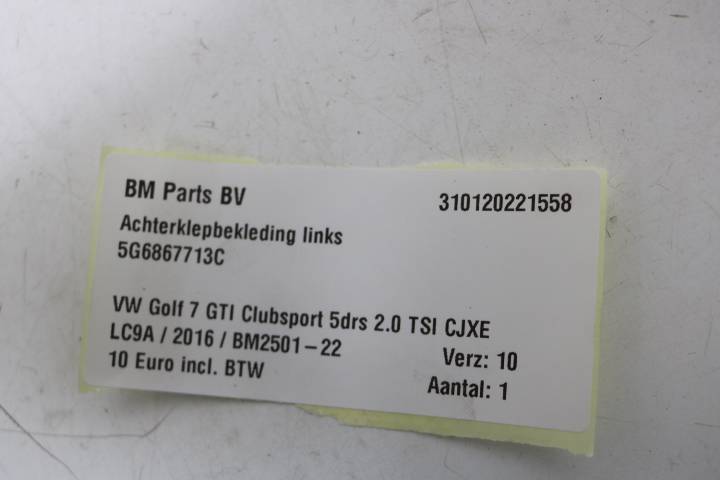 BM Parts BV 310120221558
Achterklepbekleding links
5G6867713C
VW Golf 7 GTI Clubsport 5drs 2.0 TSI CJXE
LC9A / 2016 / BM2501-22 Verz: 10
10 Euro incl. BTW Aantal: 1